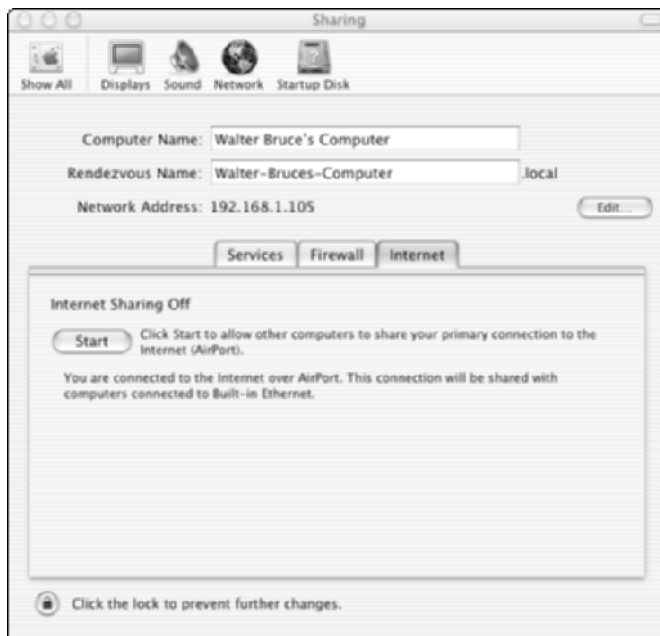 Sharing
Show All Displays Sound Network Startup Disk
Computer Name: Walter Bruce's Computer
Rendezvous Name: Walter-Bruces-Computer .local
Network Address: 192.168.1.105 Edit...
Services Firewall Internet
Internet Sharing Off
Start Click Start to allow other computers to share your primary connection to the
Internet (AirPort).
You are connected to the Internet over AirPort. This connection will be shared with
computers connected to Built-in Ethernet.
Click the lock to prevent further changes.